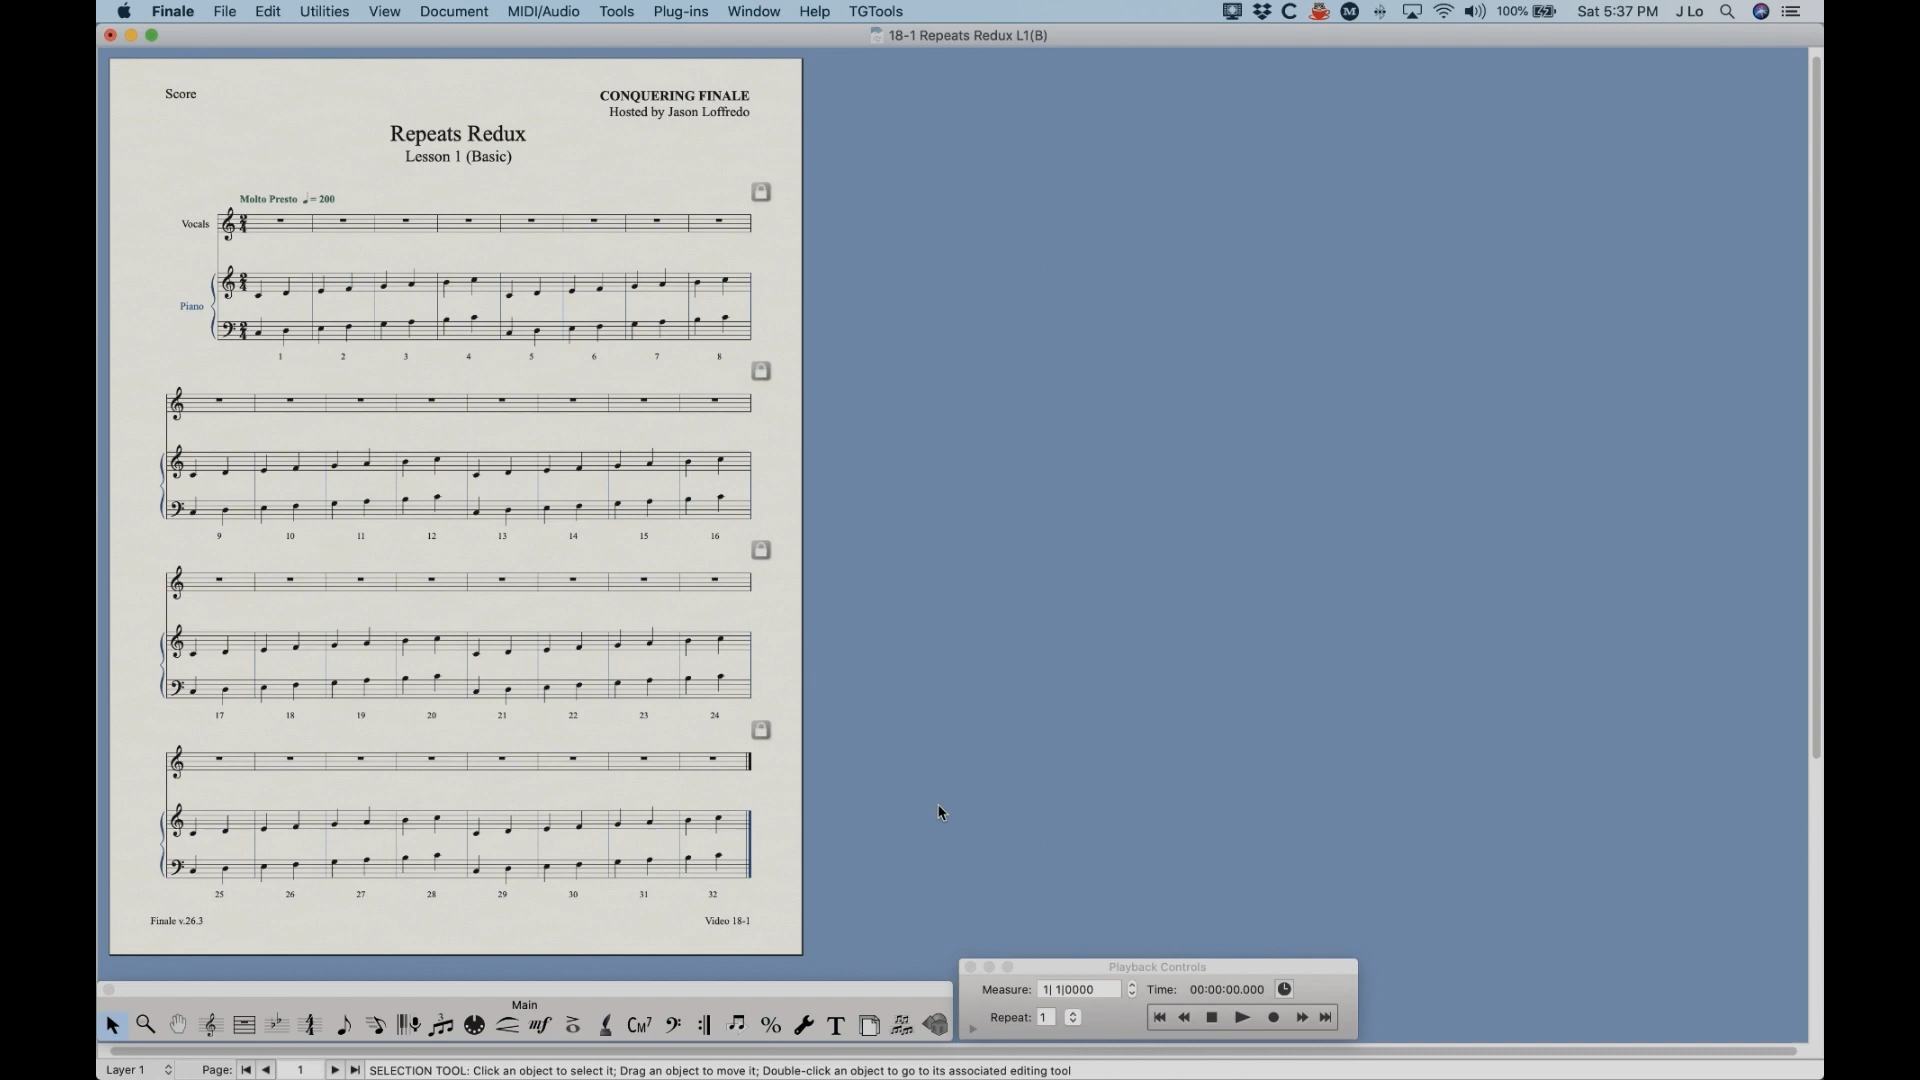 Finale File Edit Utilities View Document MIDI/Audio Tools Plug-ins Window Help TGTools 100% Sat 5:37 PM J Lo
18-1 Repeats Redux L1(B)
Score
CONQUERING FINALE
Hosted by Jason Loffredo
Repeats Redux
Lesson 1 (Basic)
Molto Presto ♩ = 200
Vocals
Piano
1 2 3 4 5 6 7 8
9 10 11 12 13 14 15 16
17 18 19 20 21 22 23 24
25 26 27 28 29 30 31 32
Finale v.26.3
Video 18-1
Playback Controls
Measure: 1| 1|0000 Time: 00:00:00.000
Repeat: 1
Main
CM7
Layer 1 Page: 1 SELECTION TOOL: Click an object to select it; Drag an object to move it; Double-click an object to go to its associated editing tool